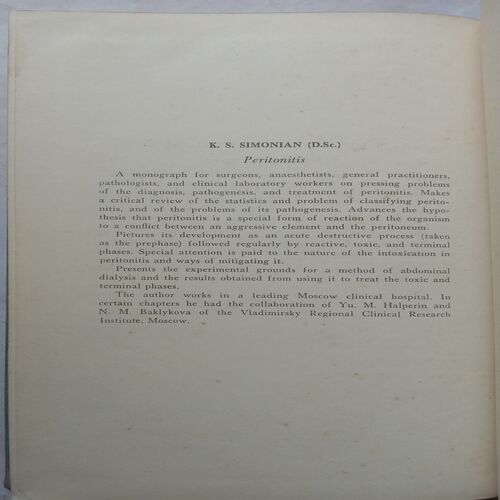 K. S. SIMONIAN (D.Sc.)
Peritonitis
A monograph for surgeons, anaesthetists, general practitioners,
pathologists, and clinical laboratory workers on pressing problems
of the diagnosis, pathogenesis, and treatment of peritonitis. Makes
a critical review of the statistics and problem of classifying perito-
nitis, and of the problems of its pathogenesis. Advances the hypo-
thesis that peritonitis is a special form of reaction of the organism
to a conflict between an aggressive element and the peritoneum.
Pictures its development as an acute destructive process (taken
as the prephase) followed regularly by reactive, toxic, and terminal
phases. Special attention is paid to the nature of the intoxication in
peritonitis and ways of mitigating it.
Presents the experimental grounds for a method of abdominal
dialysis and the results obtained from using it to treat the toxic and
terminal phases.
The author works in a leading Moscow clinical hospital. In
certain chapters he had the collaboration of Yu. M. Halperin and
N. M. Baklykova of the Vladimirsky Regional Clinical Research
Institute, Moscow.